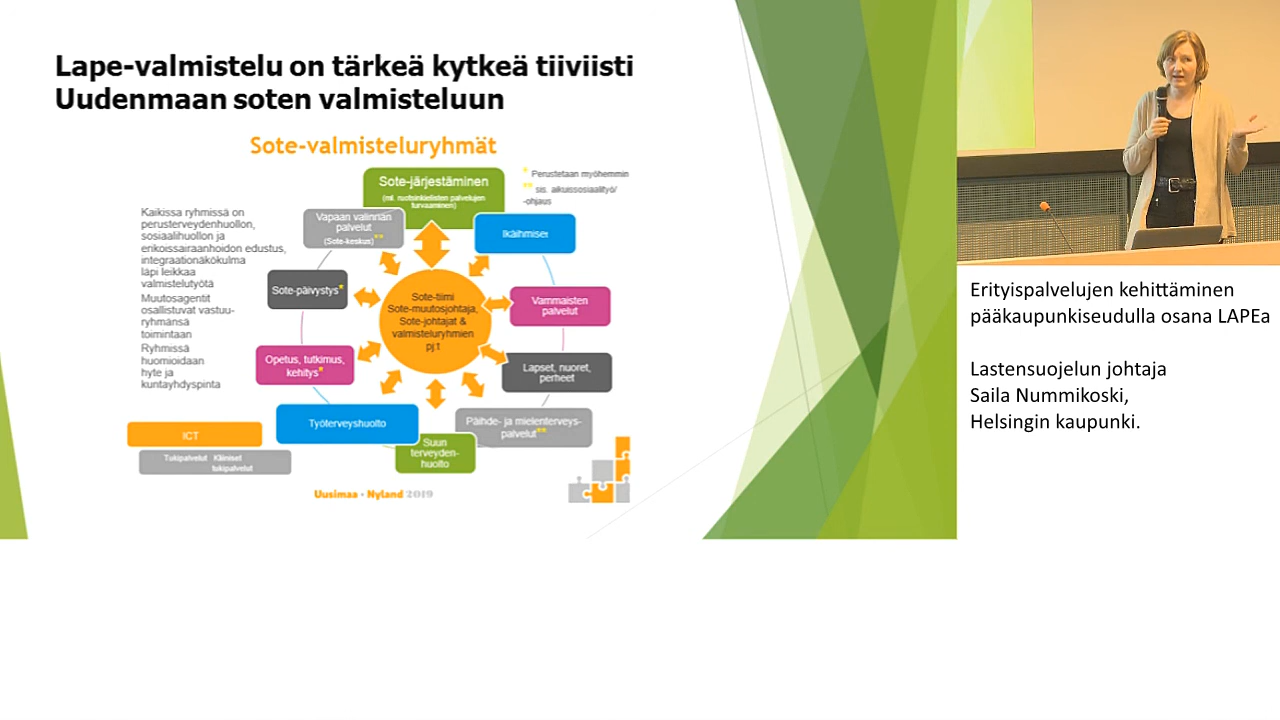 Lape-valmistelu on tärkeä kytkeä tiiviisti
Uudenmaan soten valmisteluun
Sote-valmisteluryhmät
Sote-järjestäminen
(ml. ruotsinkielisten palvelujen
turvaaminen)
* Perustetaan myöhemmin
** sis. aikuissosiaalityö/
-ohjaus
Kaikissa ryhmissä on
perusterveydenhuollon,
sosiaalihuollon ja
erikoissairaanhoidon edustus,
integraationäkökulma
läpi leikkaa
valmistelutyötä
Muutosagentit
osallistuvat vastuu-
ryhmänsä
toimintaan
Ryhmissä
huomioidaan
hyte ja
kuntayhdyspinta
Vapaan valinnan
palvelut
(Sote-keskus)**
Ikäihmiset
Sote-päivystys*
Sote-tiimi
Sote-muutosjohtaja,
Sote-johtajat &
valmisteluryhmien
pj:t
Vammaisten
palvelut
Opetus, tutkimus,
kehitys*
Lapset, nuoret,
perheet
Työterveyshuolto
Päihde- ja mielenterveys-
palvelut**
Suun
terveyden-
huolto
ICT
Tukipalvelut Kliiniset
tukipalvelut
Uusimaa • Nyland 2019
Erityispalvelujen kehittäminen
pääkaupunkiseudulla osana LAPEa
Lastensuojelun johtaja
Saila Nummikoski,
Helsingin kaupunki.